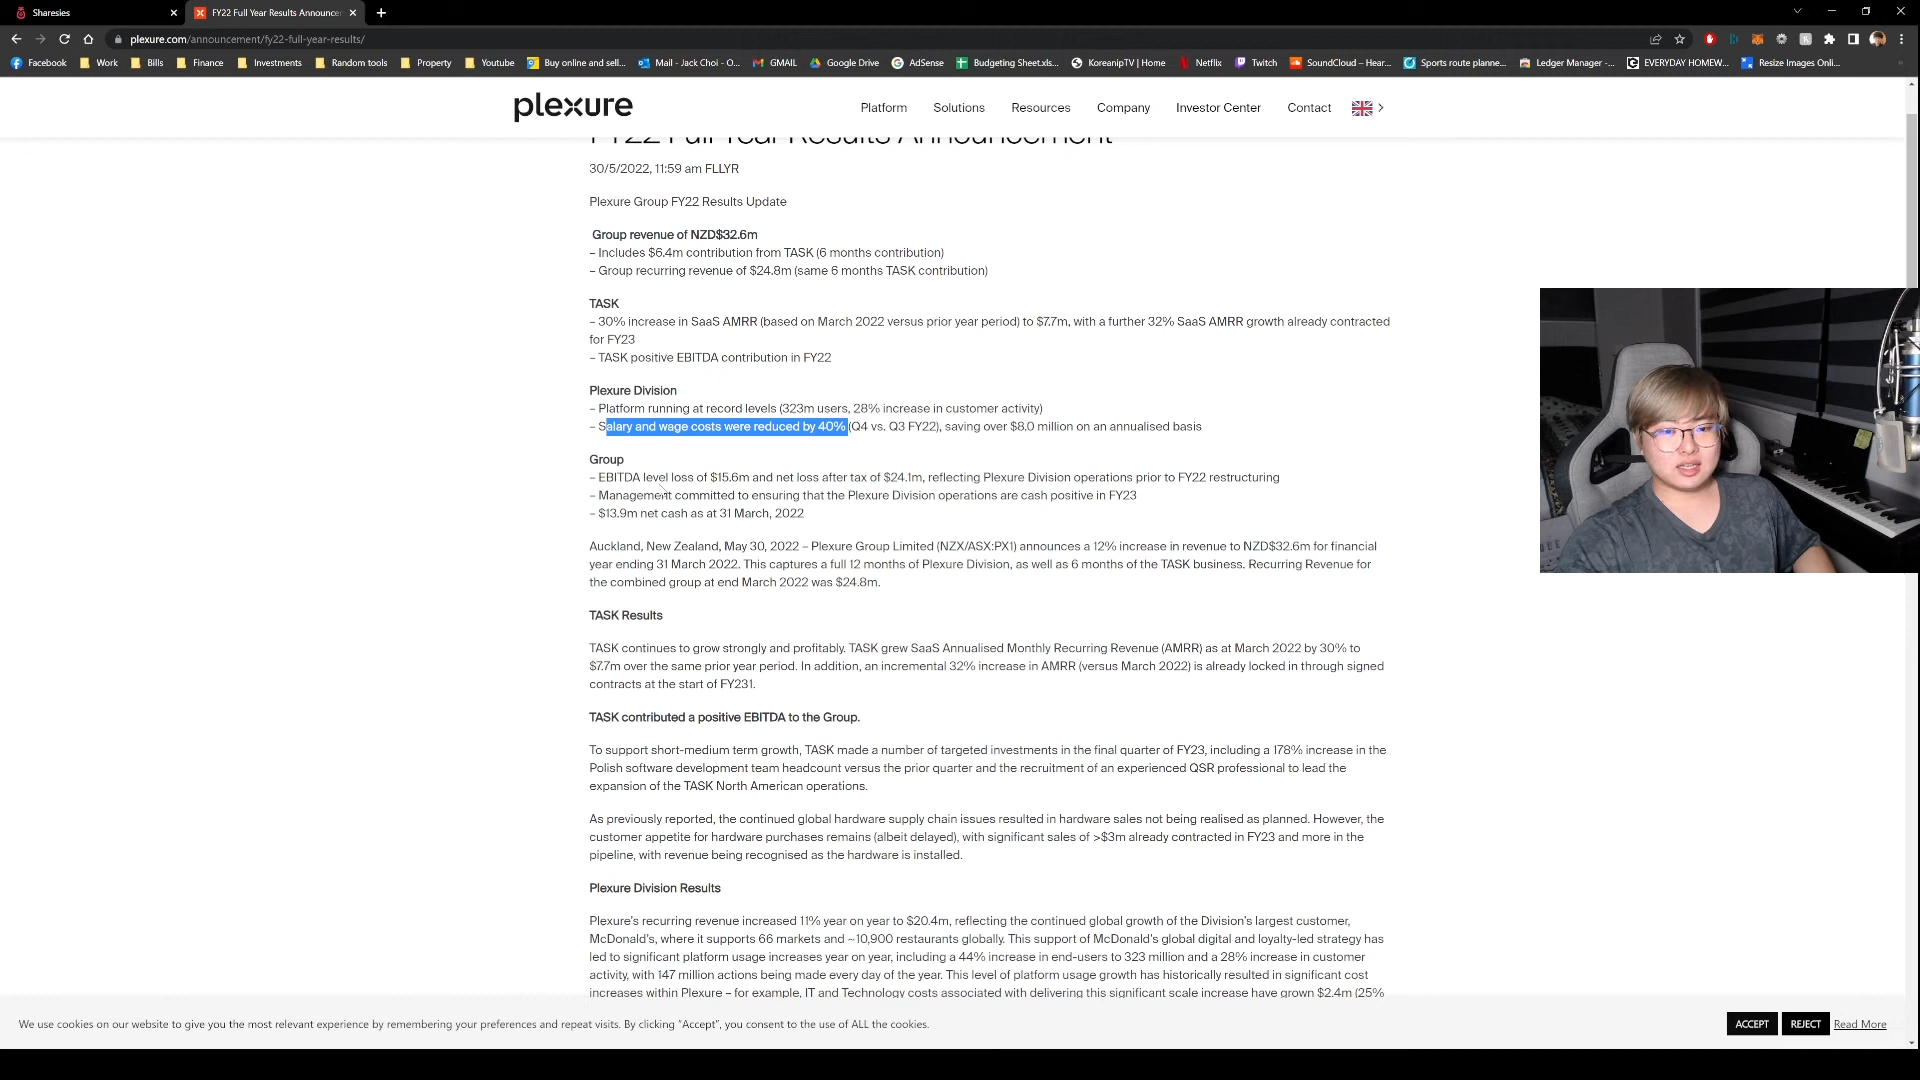 Sharesies
FY22 Full Year Results Announce
plexure.com/announcement/fy22-full-year-results/
Facebook Work Bills Finance Investments Random tools Property Youtube Buy online and sell... Mail - Jack Choi - O... GMAIL Google Drive AdSense Budgeting Sheet.xls... KoreanipTV | Home Netflix Twitch SoundCloud – Hear... Sports route planne... Ledger Manager -... EVERYDAY HOMEW... Resize Images Onli...
plexure
Platform Solutions Resources Company Investor Center Contact
FY22 Full Year Results Announcement
30/5/2022, 11:59 am FLLYR
Plexure Group FY22 Results Update
Group revenue of NZD$32.6m
– Includes $6.4m contribution from TASK (6 months contribution)
– Group recurring revenue of $24.8m (same 6 months TASK contribution)
TASK
– 30% increase in SaaS AMRR (based on March 2022 versus prior year period) to $7.7m, with a further 32% SaaS AMRR growth already contracted
for FY23
– TASK positive EBITDA contribution in FY22
Plexure Division
– Platform running at record levels (323m users, 28% increase in customer activity)
– Salary and wage costs were reduced by 40% (Q4 vs. Q3 FY22), saving over $8.0 million on an annualised basis
Group
– EBITDA level loss of $15.6m and net loss after tax of $24.1m, reflecting Plexure Division operations prior to FY22 restructuring
– Management committed to ensuring that the Plexure Division operations are cash positive in FY23
– $13.9m net cash as at 31 March, 2022
Auckland, New Zealand, May 30, 2022 – Plexure Group Limited (NZX/ASX:PX1) announces a 12% increase in revenue to NZD$32.6m for financial
year ending 31 March 2022. This captures a full 12 months of Plexure Division, as well as 6 months of the TASK business. Recurring Revenue for
the combined group at end March 2022 was $24.8m.
TASK Results
TASK continues to grow strongly and profitably. TASK grew SaaS Annualised Monthly Recurring Revenue (AMRR) as at March 2022 by 30% to
$7.7m over the same prior year period. In addition, an incremental 32% increase in AMRR (versus March 2022) is already locked in through signed
contracts at the start of FY231.
TASK contributed a positive EBITDA to the Group.
To support short-medium term growth, TASK made a number of targeted investments in the final quarter of FY23, including a 178% increase in the
Polish software development team headcount versus the prior quarter and the recruitment of an experienced QSR professional to lead the
expansion of the TASK North American operations.
As previously reported, the continued global hardware supply chain issues resulted in hardware sales not being realised as planned. However, the
customer appetite for hardware purchases remains (albeit delayed), with significant sales of >$3m already contracted in FY23 and more in the
pipeline, with revenue being recognised as the hardware is installed.
Plexure Division Results
Plexure's recurring revenue increased 11% year on year to $20.4m, reflecting the continued global growth of the Division's largest customer,
McDonald's, where it supports 66 markets and ~10,900 restaurants globally. This support of McDonald's global digital and loyalty-led strategy has
led to significant platform usage increases year on year, including a 44% increase in end-users to 323 million and a 28% increase in customer
activity, with 147 million actions being made every day of the year. This level of platform usage growth has historically resulted in significant cost
increases within Plexure – for example, IT and Technology costs associated with delivering this significant scale increase have grown $2.4m (25%
We use cookies on our website to give you the most relevant experience by remembering your preferences and repeat visits. By clicking "Accept", you consent to the use of ALL the cookies.
ACCEPT REJECT Read More